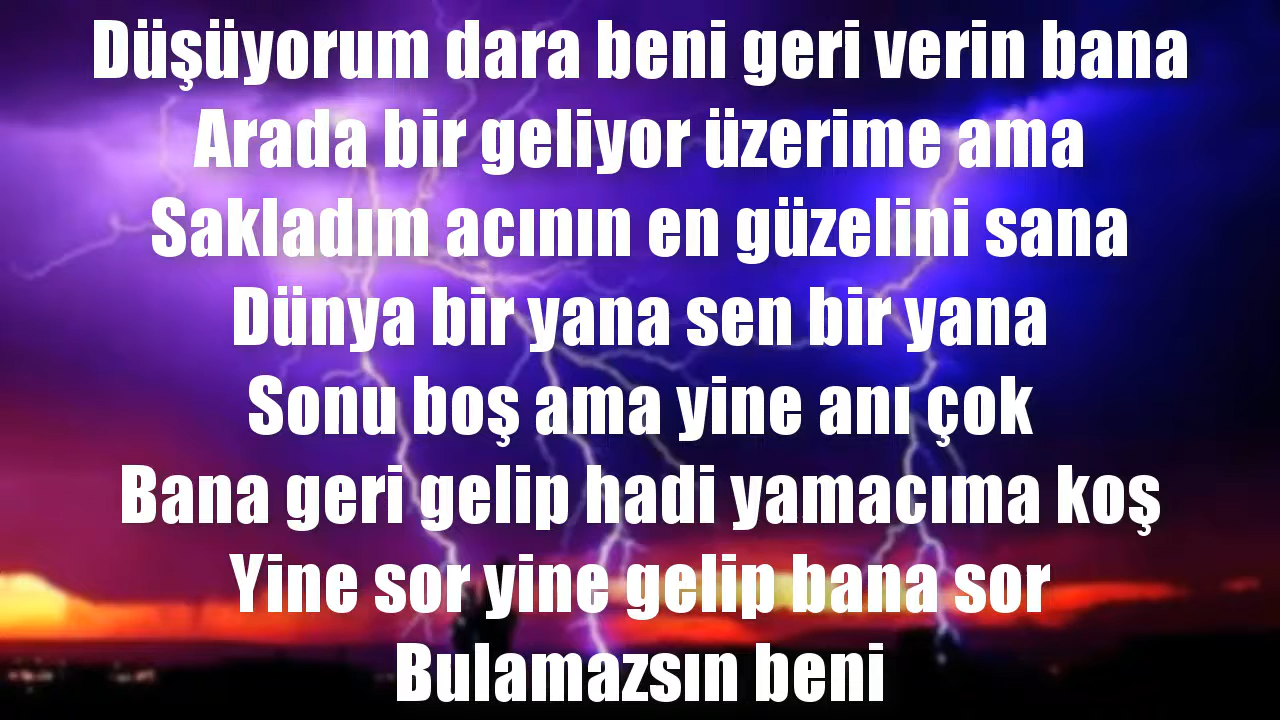 Düşüyorum dara beni geri verin bana
Arada bir geliyor üzerime ama
Sakladım acının en güzelini sana
Dünya bir yana sen bir yana
Sonu boş ama yine anı çok
Bana geri gelip hadi yamacıma koş
Yine sor yine gelip bana sor
Bulamazsın beni